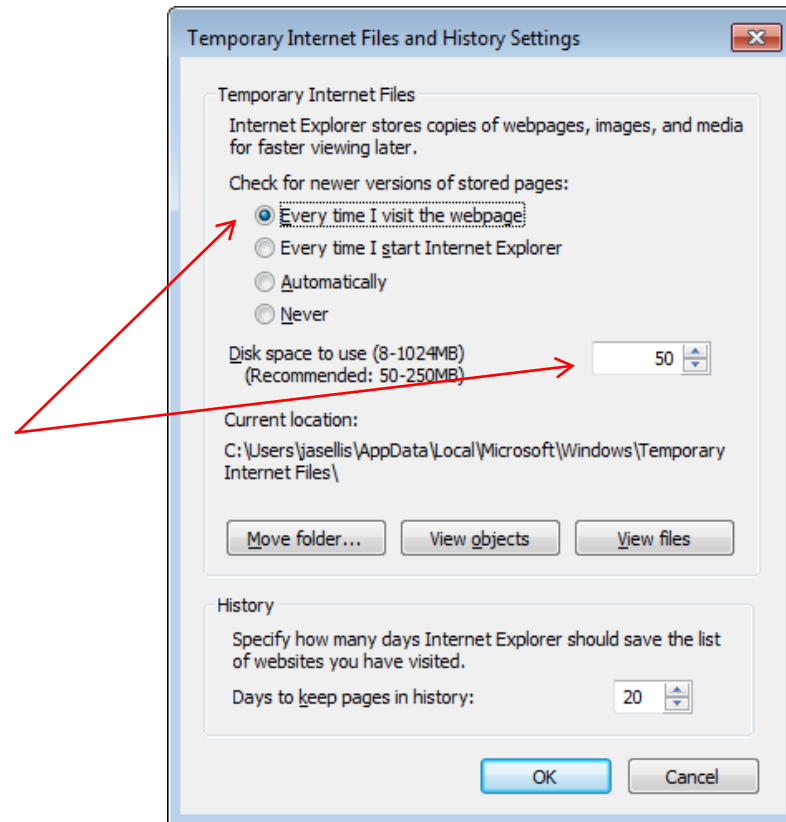 Temporary Internet Files and History Settings
Temporary Internet Files
Internet Explorer stores copies of webpages, images, and media
for faster viewing later.
Check for newer versions of stored pages:
Every time I visit the webpage
Every time I start Internet Explorer
Automatically
Never
Disk space to use (8-1024MB)
(Recommended: 50-250MB)
50
Current location:
C:\Users\jasellis\AppData\Local\Microsoft\Windows\Temporary
Internet Files\
Move folder... View objects View files
History
Specify how many days Internet Explorer should save the list
of websites you have visited.
Days to keep pages in history: 20
OK Cancel